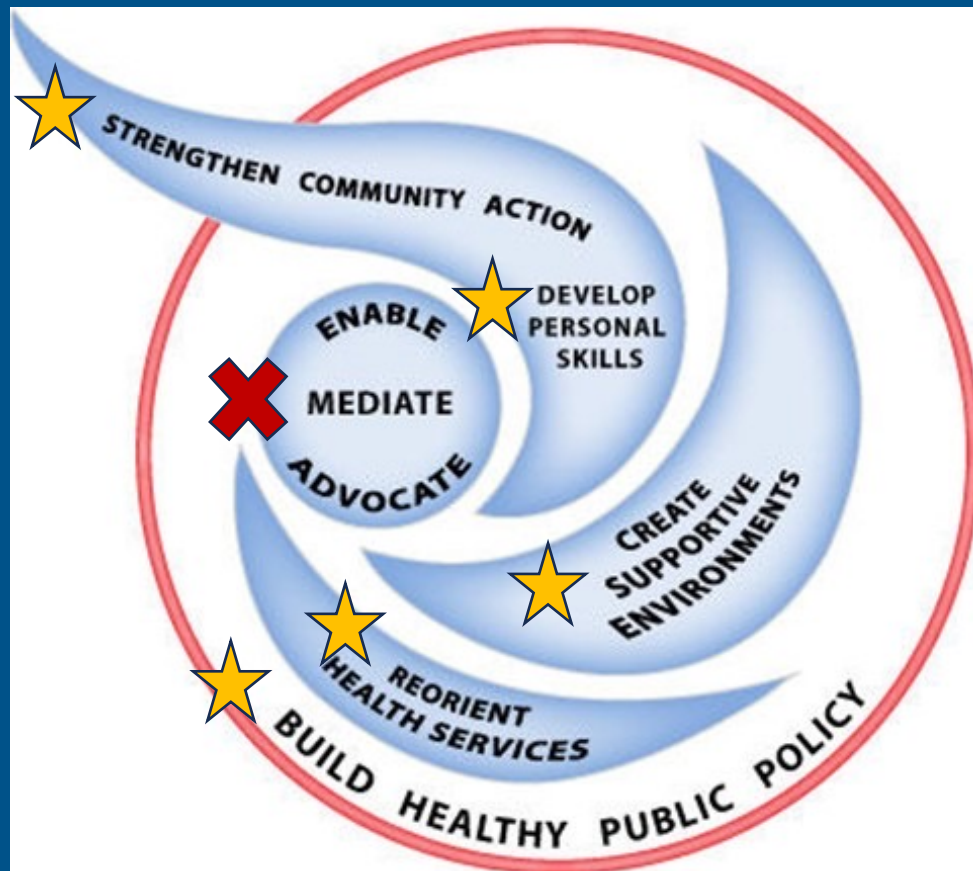 STRENGTHEN COMMUNITY ACTION
DEVELOP
PERSONAL
SKILLS
ENABLE
MEDIATE
ADVOCATE
CREATE
SUPPORTIVE
ENVIRONMENTS
REORIENT
HEALTH SERVICES
BUILD HEALTHY PUBLIC POLICY